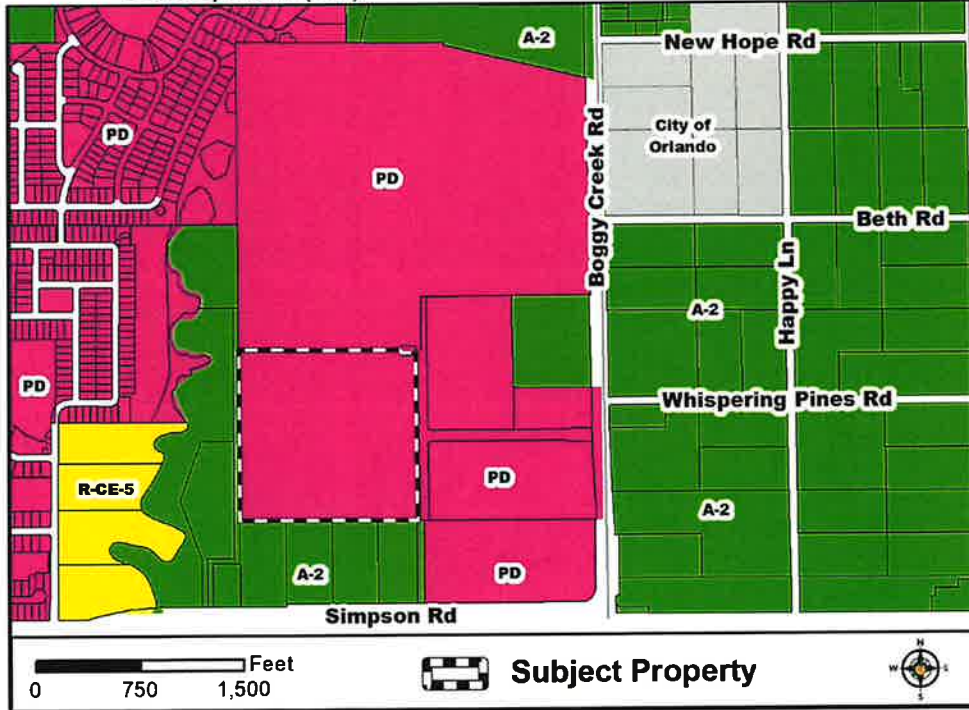 A-2
New Hope Rd
PD
City of
Orlando
PD
Boggy Creek Rd
Beth Rd
Happy Ln
A-2
PD
Whispering Pines Rd
R-CE-5
PD
A-2
A-2
PD
Simpson Rd
Feet
0 750 1,500
Subject Property
N
W
S